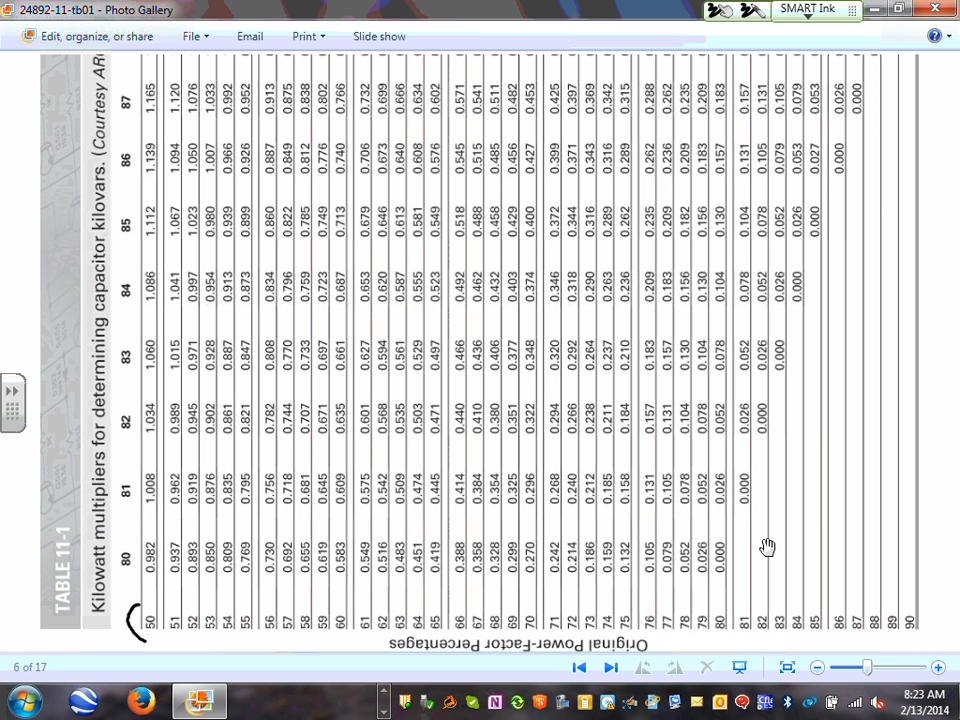 24892-11-tb01 - Photo Gallery
SMART Ink
Edit, organize, or share File Email Print Slide show
TABLE 11-1
Kilowatt multipliers for determining capacitor kilovars. (Courtesy AR
80 81 82 83 84 85 86 87
50 0.982 1.008 1.034 1.060 1.086 1.112 1.139 1.165
51 0.937 0.962 0.989 1.015 1.041 1.067 1.094 1.120
52 0.893 0.919 0.945 0.971 0.997 1.023 1.050 1.076
53 0.850 0.876 0.902 0.928 0.954 0.980 1.007 1.033
54 0.809 0.835 0.861 0.887 0.913 0.939 0.966 0.992
55 0.769 0.795 0.821 0.847 0.873 0.899 0.926 0.952
56 0.730 0.756 0.782 0.808 0.834 0.860 0.887 0.913
57 0.692 0.718 0.744 0.770 0.796 0.822 0.849 0.875
58 0.655 0.681 0.707 0.733 0.759 0.785 0.812 0.838
59 0.619 0.645 0.671 0.697 0.723 0.749 0.776 0.802
60 0.583 0.609 0.635 0.661 0.687 0.713 0.740 0.766
61 0.549 0.575 0.601 0.627 0.653 0.679 0.706 0.732
62 0.516 0.542 0.568 0.594 0.620 0.646 0.673 0.699
63 0.483 0.509 0.535 0.561 0.587 0.613 0.640 0.666
64 0.451 0.474 0.503 0.529 0.555 0.581 0.608 0.634
65 0.419 0.445 0.471 0.497 0.523 0.549 0.576 0.602
66 0.388 0.414 0.440 0.466 0.492 0.518 0.545 0.571
67 0.358 0.384 0.410 0.436 0.462 0.488 0.515 0.541
68 0.328 0.354 0.380 0.406 0.432 0.458 0.485 0.511
69 0.299 0.325 0.351 0.377 0.403 0.429 0.456 0.482
70 0.270 0.296 0.322 0.348 0.374 0.400 0.427 0.453
71 0.242 0.268 0.294 0.320 0.346 0.372 0.399 0.425
72 0.214 0.240 0.266 0.292 0.318 0.344 0.371 0.397
73 0.186 0.212 0.238 0.264 0.290 0.316 0.343 0.369
74 0.159 0.185 0.211 0.237 0.263 0.289 0.316 0.342
75 0.132 0.158 0.184 0.210 0.236 0.262 0.289 0.315
76 0.105 0.131 0.157 0.183 0.209 0.235 0.262 0.288
77 0.079 0.105 0.131 0.157 0.183 0.209 0.236 0.262
78 0.052 0.078 0.104 0.130 0.156 0.182 0.209 0.235
79 0.026 0.052 0.078 0.104 0.130 0.156 0.183 0.209
80 0.000 0.026 0.052 0.078 0.104 0.130 0.157 0.183
81 0.000 0.026 0.052 0.078 0.104 0.131 0.157
82 0.000 0.026 0.052 0.078 0.105 0.131
83 0.000 0.026 0.052 0.079 0.105
84 0.000 0.026 0.053 0.079
85 0.000 0.027 0.053
86 0.000 0.026
87 0.000
88
89
90
Original Power-Factor Percentages
6 of 17
8:23 AM
2/13/2014